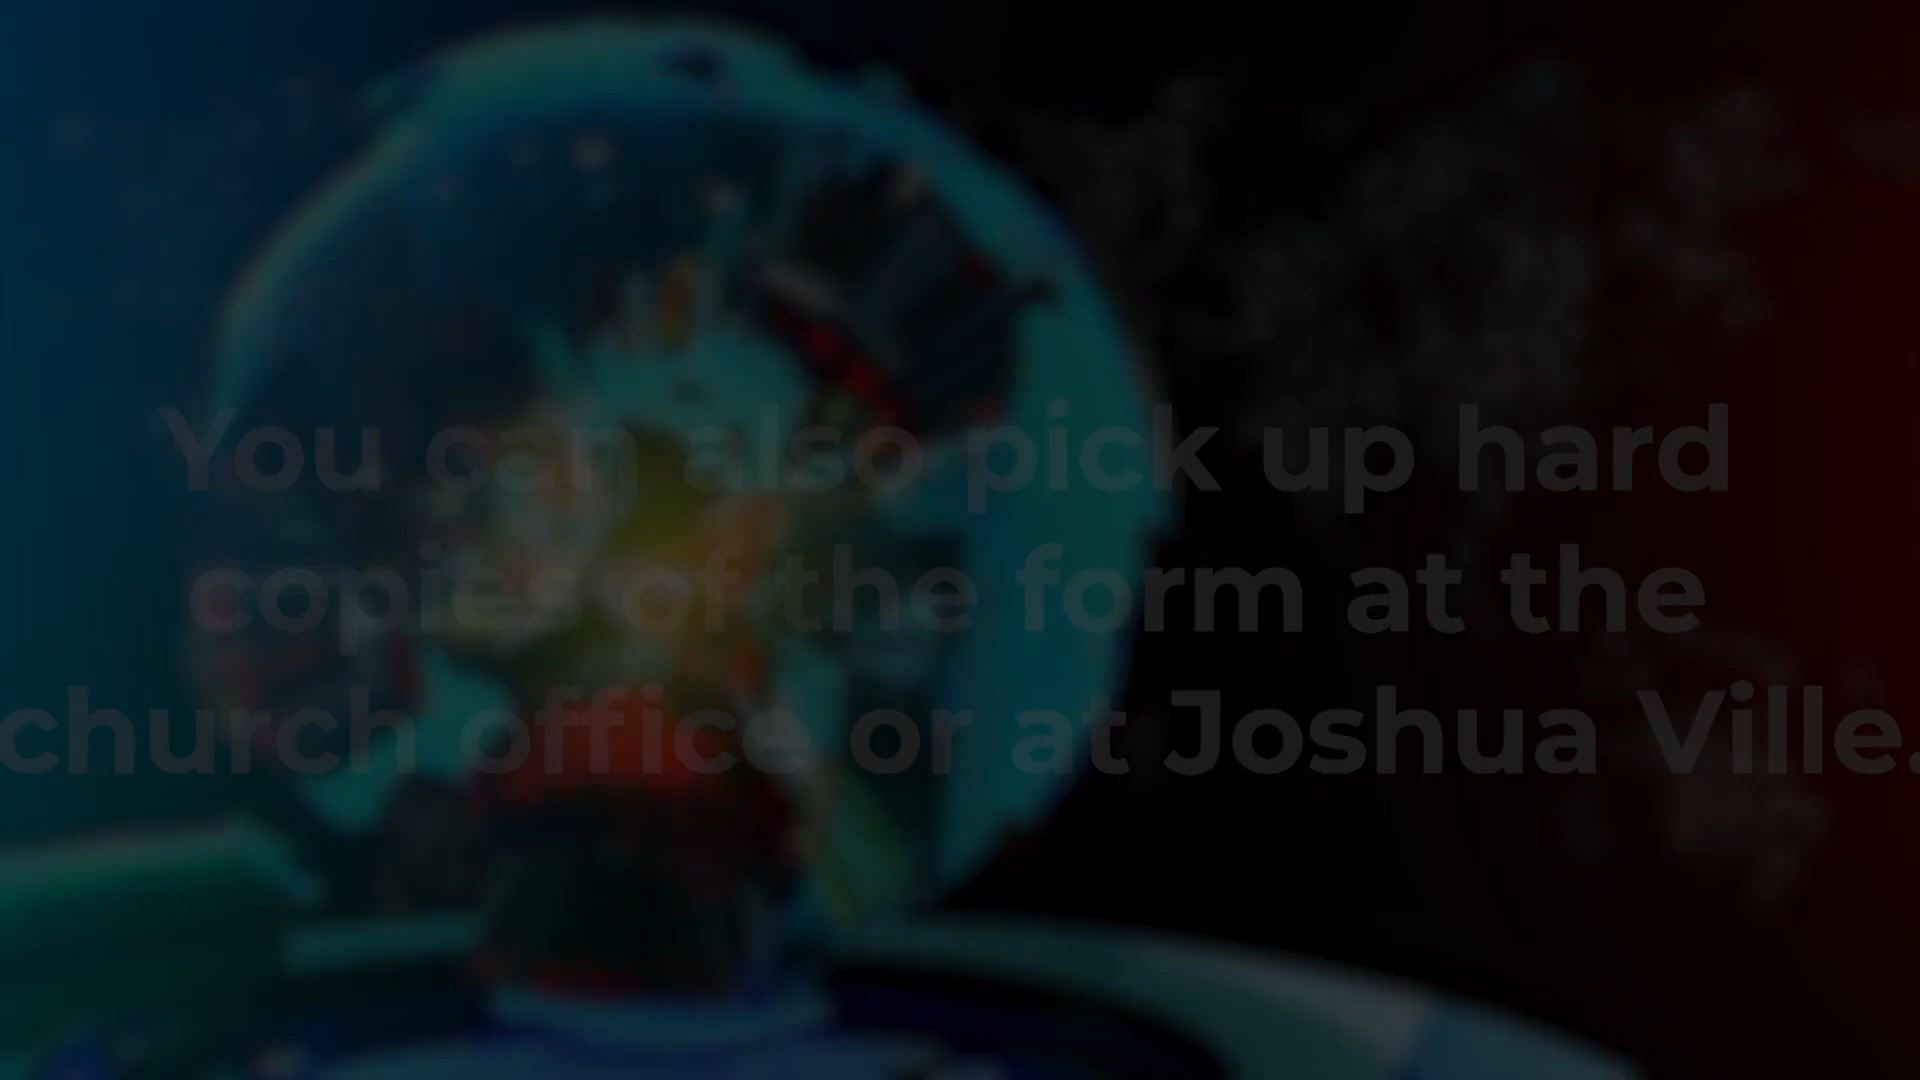 You can also pick up hard
copies of the form at the
church office or at Joshua Ville.